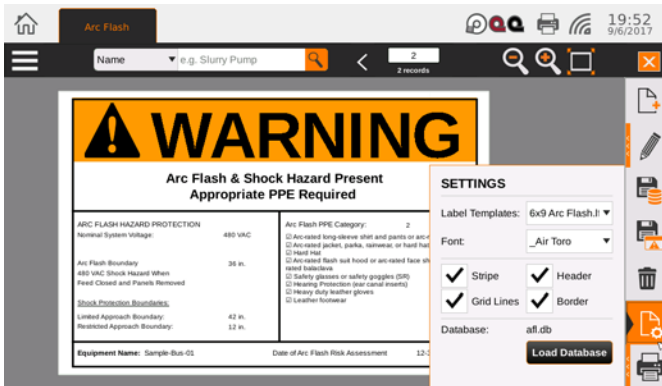 Arc Flash
19:52
9/6/2017
Name
e.g. Slurry Pump
2
2 records
WARNING
Arc Flash & Shock Hazard Present
Appropriate PPE Required
ARC FLASH HAZARD PROTECTION
Nominal System Voltage: 480 VAC
Arc Flash Boundary 36 in.
480 VAC Shock Hazard When
Feed Closed and Panels Removed
Shock Protection Boundaries:
Limited Approach Boundary: 42 in.
Restricted Approach Boundary: 12 in.
Arc Flash PPE Category: 2
Arc-rated long-sleeve shirt and pants or arc-r
Arc-rated jacket, parka, rainwear, or hard hat
Hard Hat
Arc-rated flash suit hood or arc-rated face sh
rated balaclava
Safety glasses or safety goggles (SR)
Hearing Protection (ear canal inserts)
Heavy duty leather gloves
Leather footwear
Equipment Name: Sample-Bus-01
Date of Arc Flash Risk Assessment 12-3
SETTINGS
Label Templates: 6x9 Arc Flash.l
Font: _Air Toro
Stripe Header
Grid Lines Border
Database: afl.db
Load Database